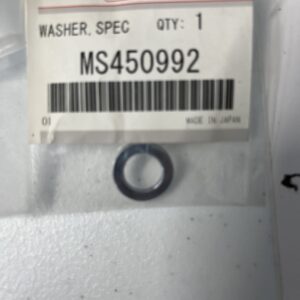 WASHER, SPEC QTY: 1
MS450992
MADE IN JAPAN